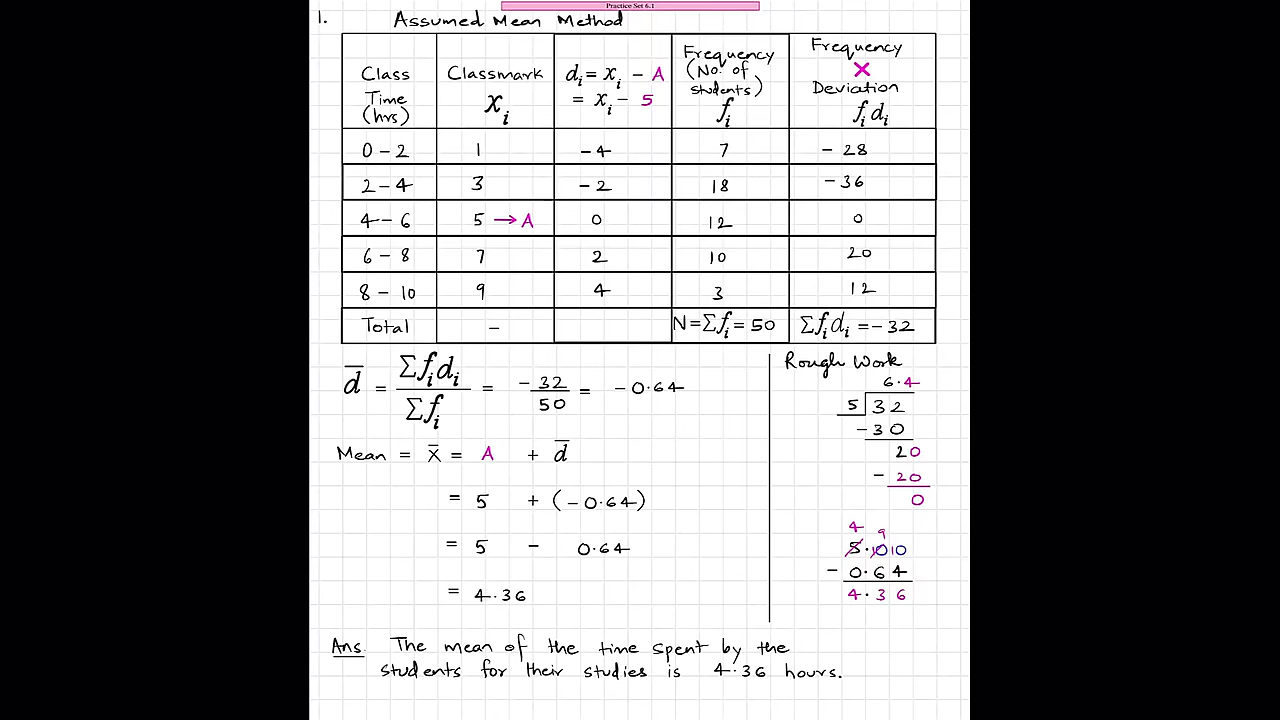 Practice Set 6.1
1. Assumed Mean Method
Class Time (hrs) | Classmark xᵢ | dᵢ = xᵢ - A = xᵢ - 5 | Frequency (No. of students) fᵢ | Frequency × Deviation fᵢdᵢ
0-2 | 1 | -4 | 7 | -28
2-4 | 3 | -2 | 18 | -36
4-6 | 5 → A | 0 | 12 | 0
6-8 | 7 | 2 | 10 | 20
8-10 | 9 | 4 | 3 | 12
Total | - | | N=Σfᵢ = 50 | Σfᵢdᵢ = -32
d̄ = Σfᵢdᵢ / Σfᵢ = -32/50 = -0.64
Mean = x̄ = A + d̄
= 5 + (-0.64)
= 5 - 0.64
= 4.36
Rough Work
6.4
5 32
-30
20
- 20
0
4 9
5.10 10
- 0.64
4.36
Ans. The mean of the time spent by the
students for their studies is 4.36 hours.